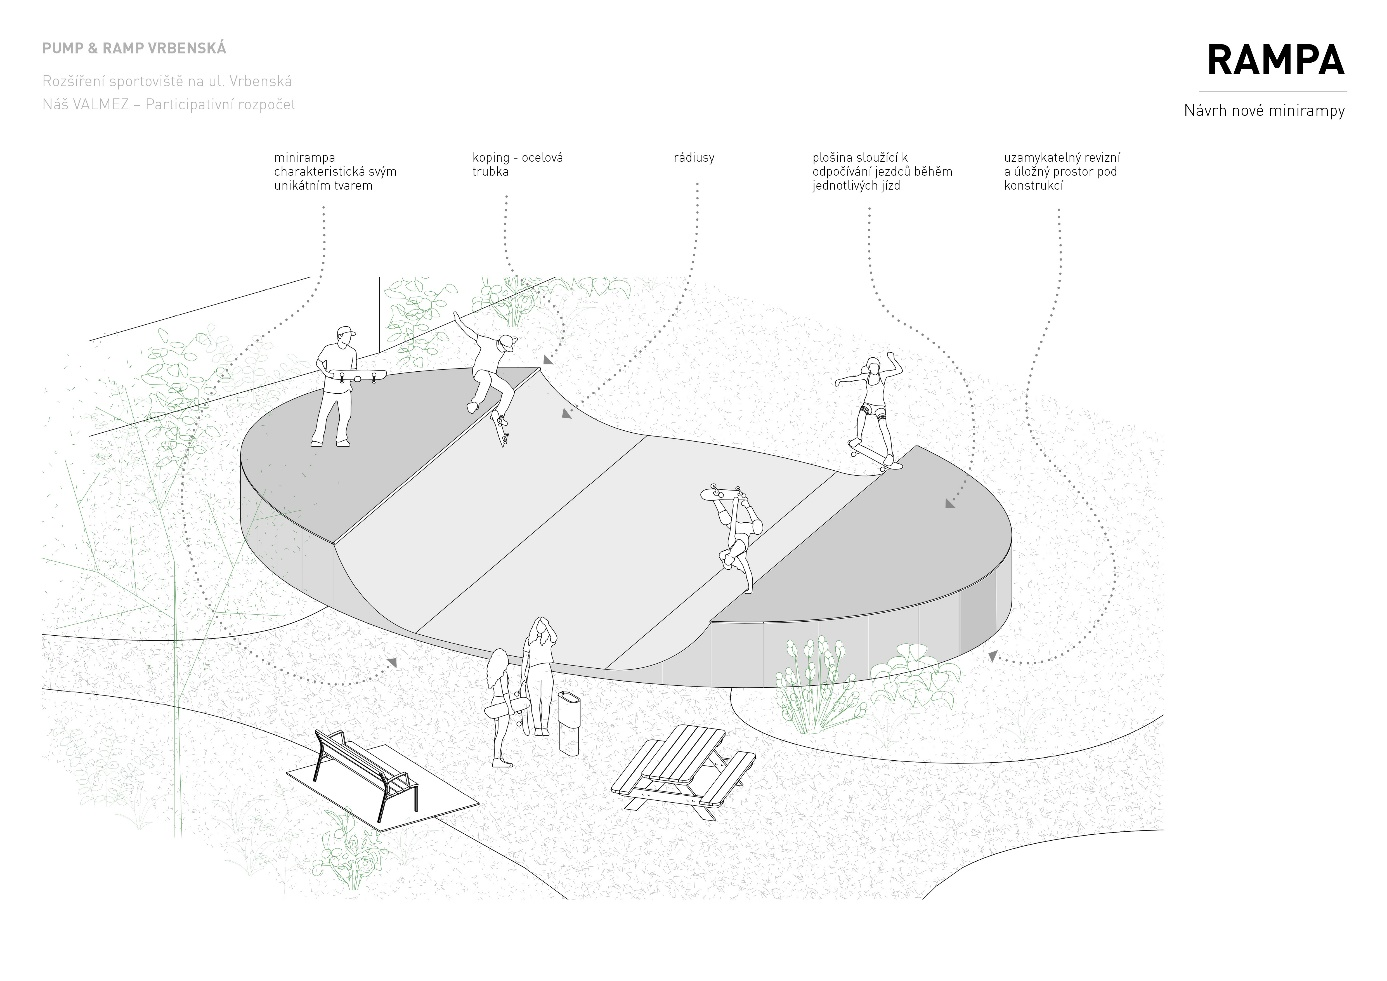 PUMP & RAMP VRBENSKÁ
Rozšíření sportoviště na ul. Vrbenská
Náš VALMEZ – Participativní rozpočet
RAMPA
Návrh nové minirampy
minirampa
charakteristická svým
unikátním tvarem
koping - ocelová
trubka
rádiusy
plošina sloužící k
odpočívání jezdců během
jednotlivých jízd
uzamykatelný revizní
a úložný prostor pod
konstrukcí